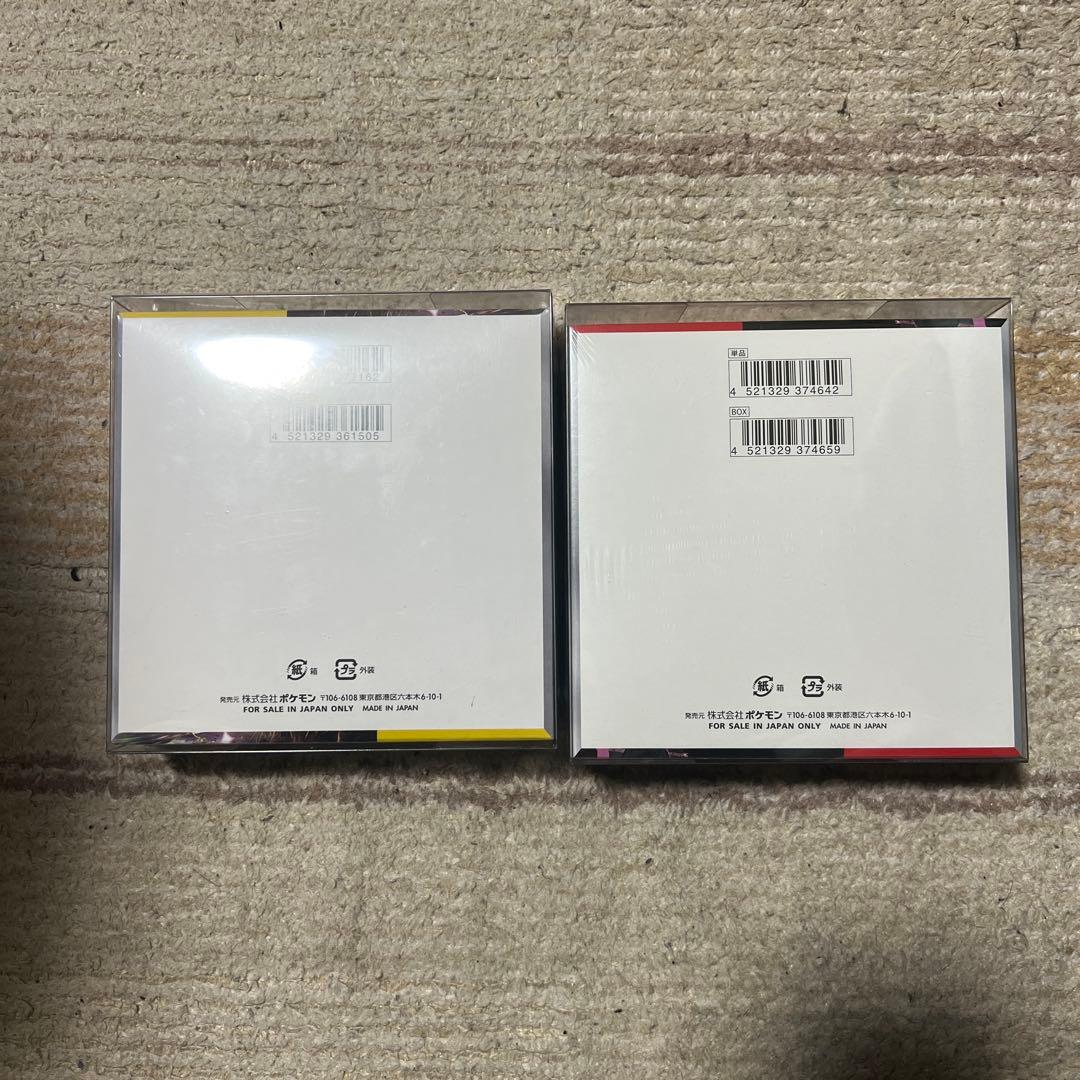 4 521329 361505
紙 箱 プラ 外装
発売元 株式会社ポケモン 〒106-6108 東京都港区六本木6-10-1
FOR SALE IN JAPAN ONLY MADE IN JAPAN
単品
4 521329 374642
BOX
4 521329 374659
紙 箱 プラ 外装
発売元 株式会社ポケモン 〒106-6108 東京都港区六本木6-10-1
FOR SALE IN JAPAN ONLY MADE IN JAPAN